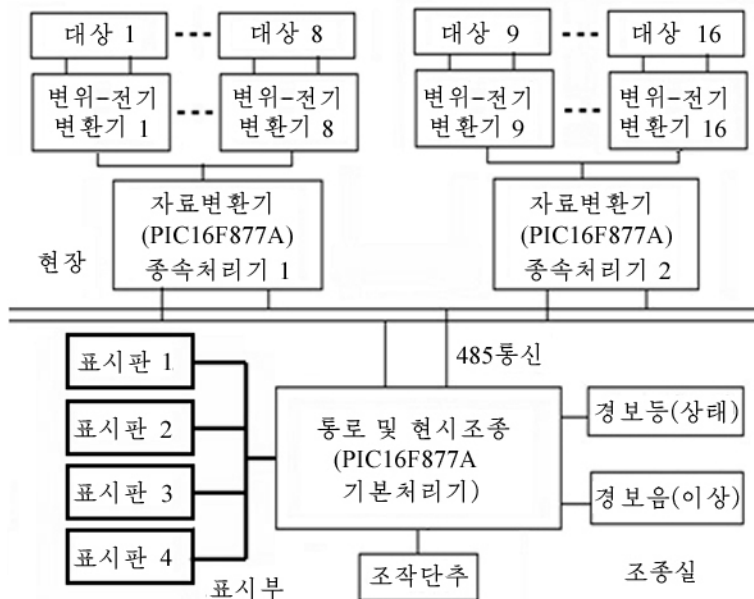 대상 1
대상 8
대상 9
대상 16
변위-전기
변환기 1
변위-전기
변환기 8
변위-전기
변환기 9
변위-전기
변환기 16
자료변환기
(PIC16F877A)
종속처리기 1
자료변환기
(PIC16F877A)
종속처리기 2
현장
485통신
표시판 1
표시판 2
표시판 3
표시판 4
표시부
통로 및 현시조종
(PIC16F877A
기본처리기)
경보등(상태)
경보음(이상)
조작단추
조종실